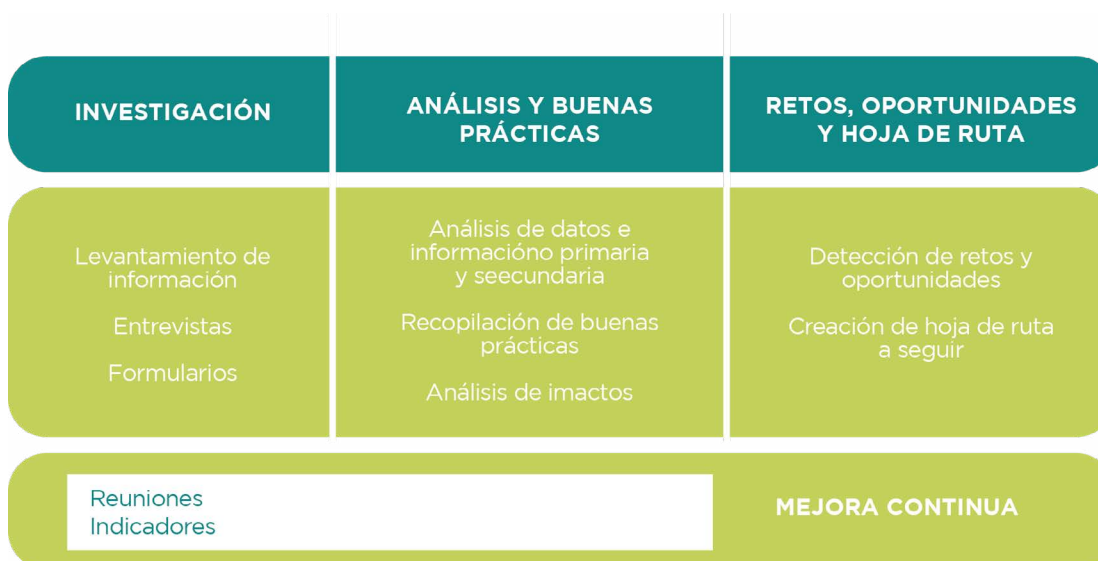 INVESTIGACIÓN
ANÁLISIS Y BUENAS
PRÁCTICAS
RETOS, OPORTUNIDADES
Y HOJA DE RUTA
Levantamiento de
información
Entrevistas
Formularios
Análisis de datos e
informacióno primaria
y seecundaria
Recopilación de buenas
prácticas
Análisis de imactos
Detección de retos y
oportunidades
Creación de hoja de ruta
a seguir
Reuniones
Indicadores
MEJORA CONTINUA